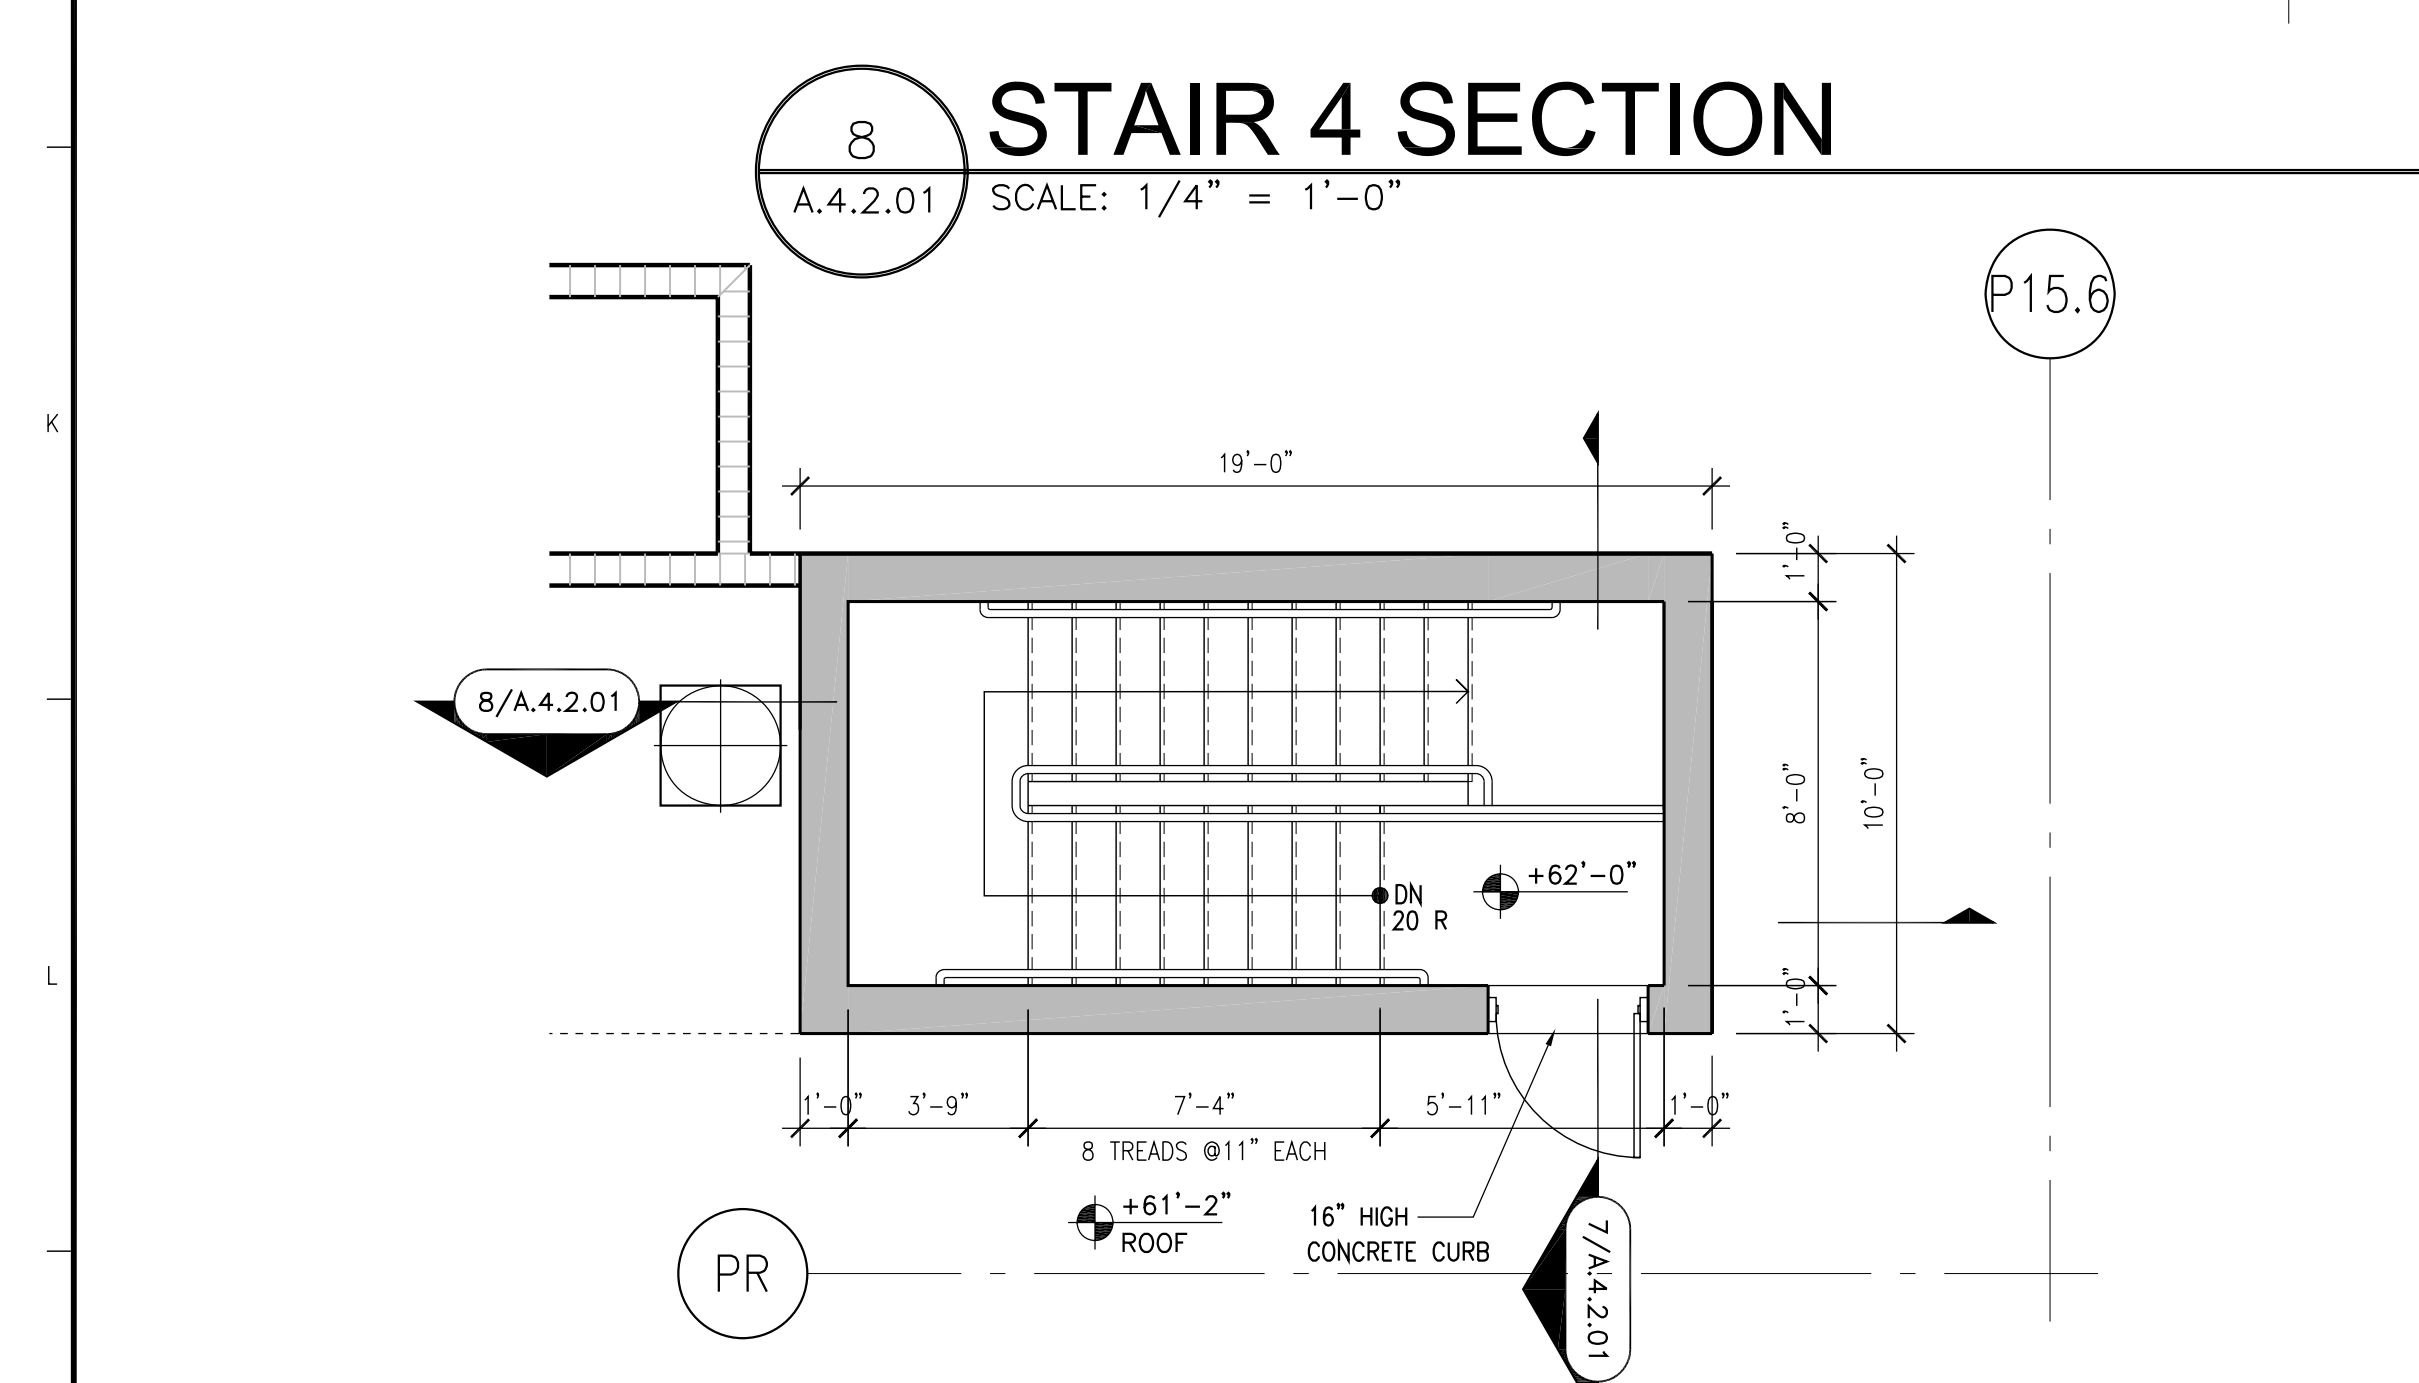 8
STAIR 4 SECTION
A.4.2.01
SCALE: 1/4" = 1'-0"
P15.6
K
19'-0"
1'-0"
8/A.4.2.01
8'-0"
10'-0"
+62'-0"
DN
20 R
L
1'-0"
1'-0"
3'-9"
7'-4"
5'-11"
1'-0"
8 TREADS @11" EACH
+61'-2"
ROOF
16" HIGH
CONCRETE CURB
PR
7/A.4.2.01